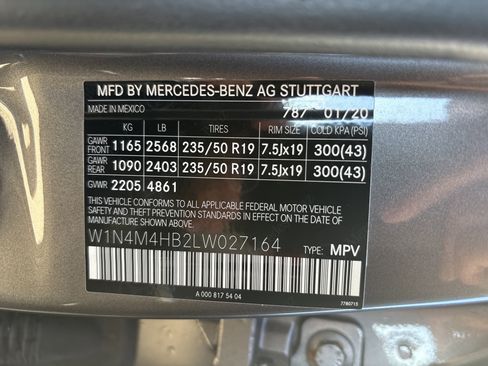 MFD BY MERCEDES-BENZ AG STUTTGART
MADE IN MEXICO 787 01/20
KG LB TIRES RIM SIZE COLD KPA (PSI)
GAWR FRONT 1165 2568 235/50 R19 7.5Jx19 300(43)
GAWR REAR 1090 2403 235/50 R19 7.5Jx19 300(43)
GVWR 2205 4861
THIS VEHICLE CONFORMS TO ALL APPLICABLE FEDERAL MOTOR VEHICLE
SAFETY, BUMPER, AND THEFT PREVENTION STANDARDS IN EFFECT ON THE DATE OF
MANUFACTURE SHOWN ABOVE.
W1N4M4HB2LW027164 TYPE: MPV
A 000 817 54 04 7780715